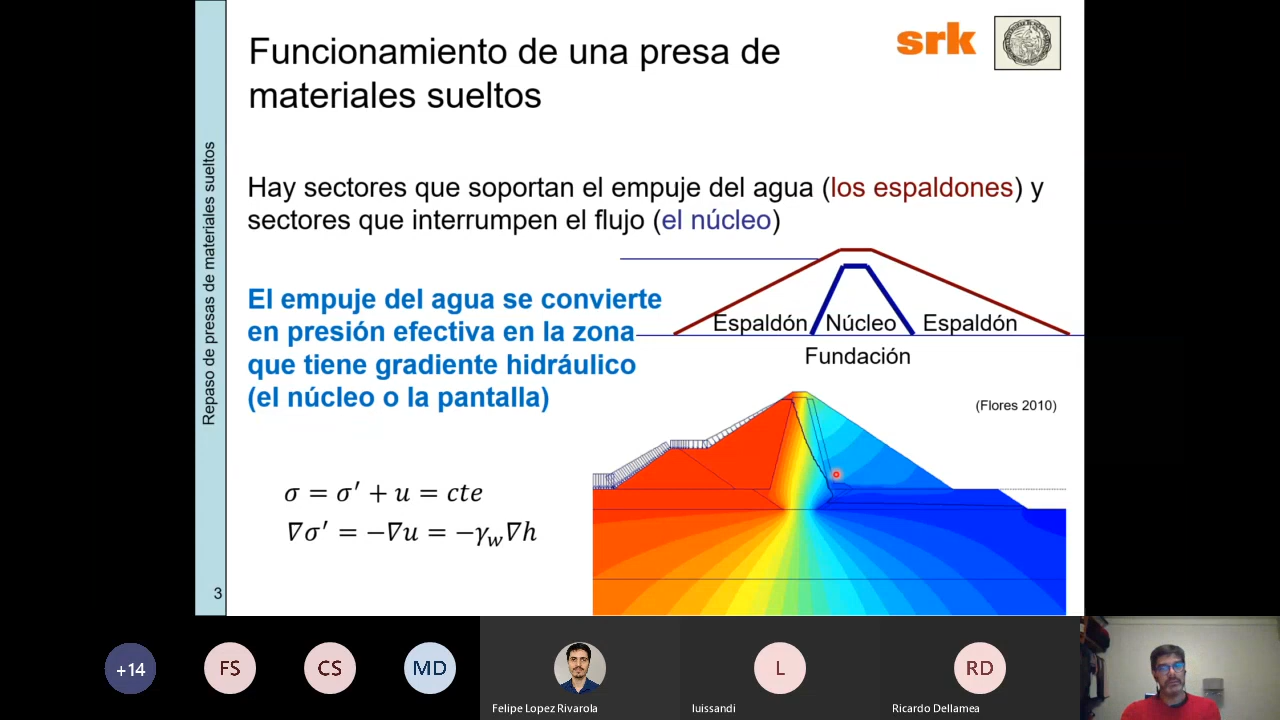 Funcionamiento de una presa de
materiales sueltos
srk
Repaso de presas de materiales sueltos
Hay sectores que soportan el empuje del agua (los espaldones) y
sectores que interrumpen el flujo (el núcleo)
El empuje del agua se convierte
en presión efectiva en la zona
que tiene gradiente hidráulico
(el núcleo o la pantalla)
Espaldón Núcleo Espaldón
Fundación
(Flores 2010)
σ = σ′ + u = cte
∇σ′ = −∇u = −γ_w∇h
3
+14
FS
CS
MD
Felipe Lopez Rivarola
L
luissandi
RD
Ricardo Dellamea